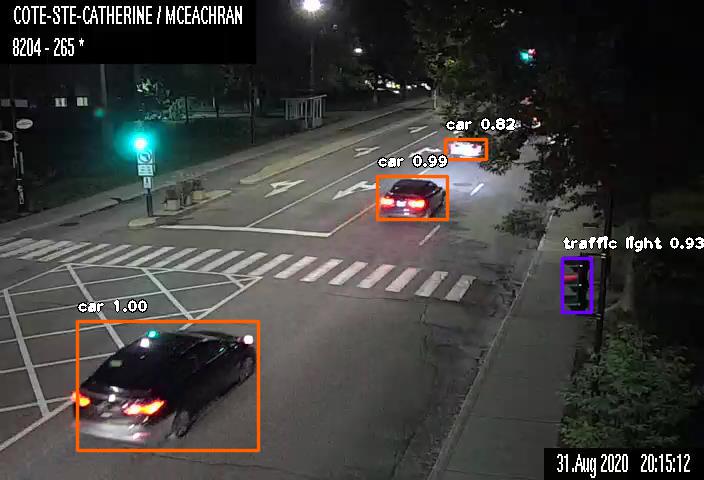 COTE-STE-CATHERINE / MCEACHRAN
8204 - 265 *
car 0.82
car 0.99
traffic light 0.93
car 1.00
31.Aug 2020 20:15:12